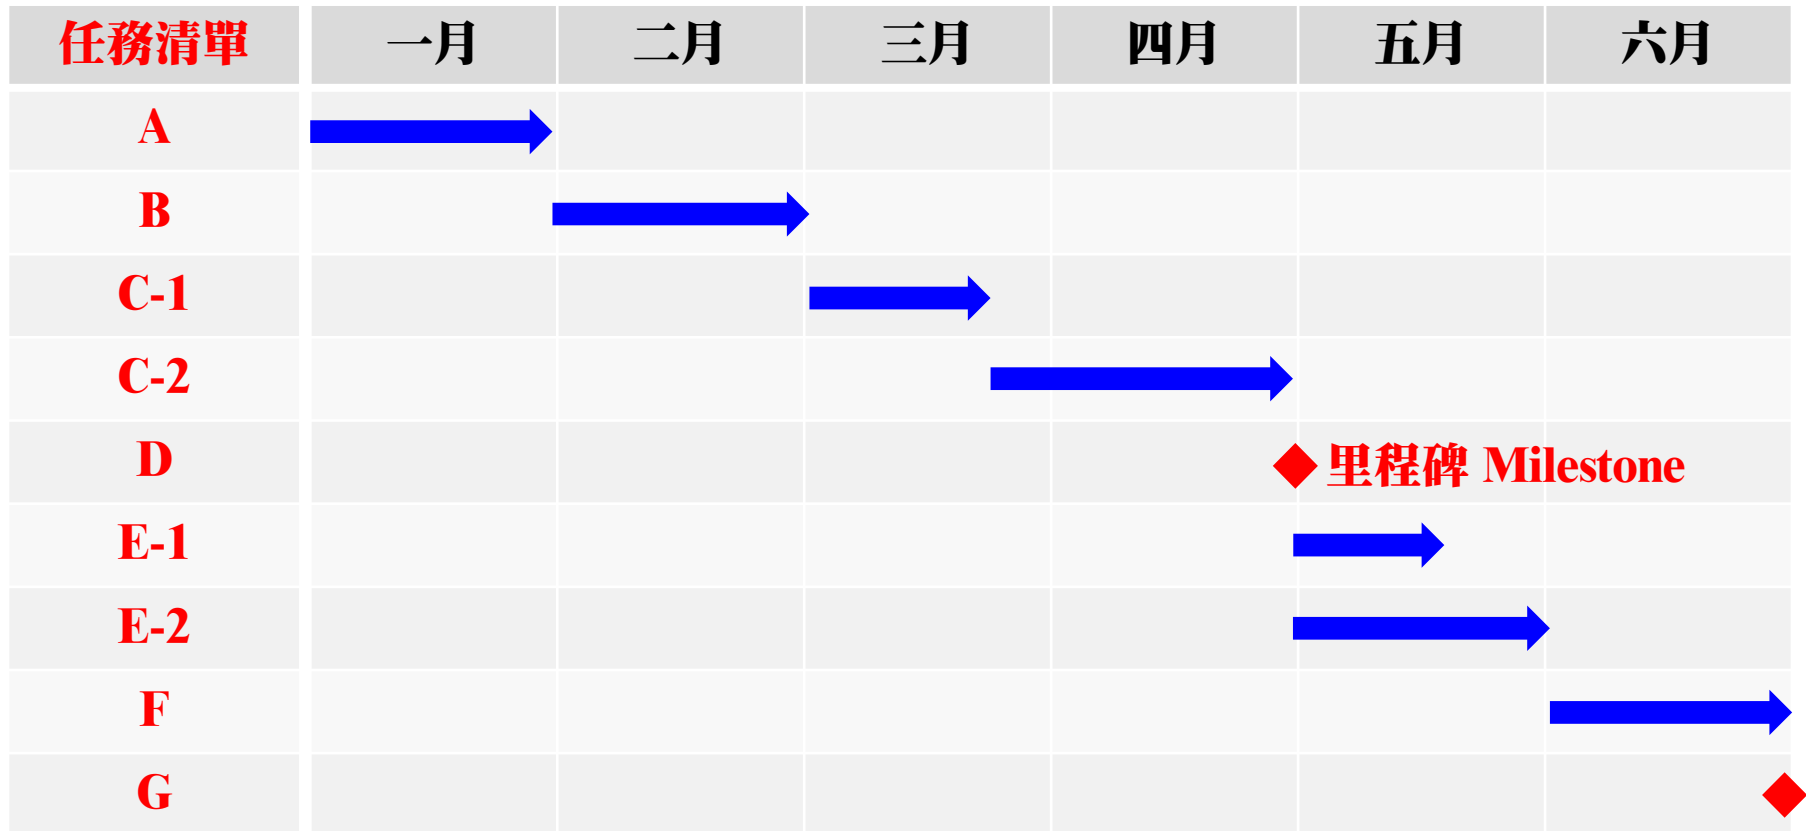 任務清單 一月 二月 三月 四月 五月 六月
A
B
C-1
C-2
D 里程碑 Milestone
E-1
E-2
F
G